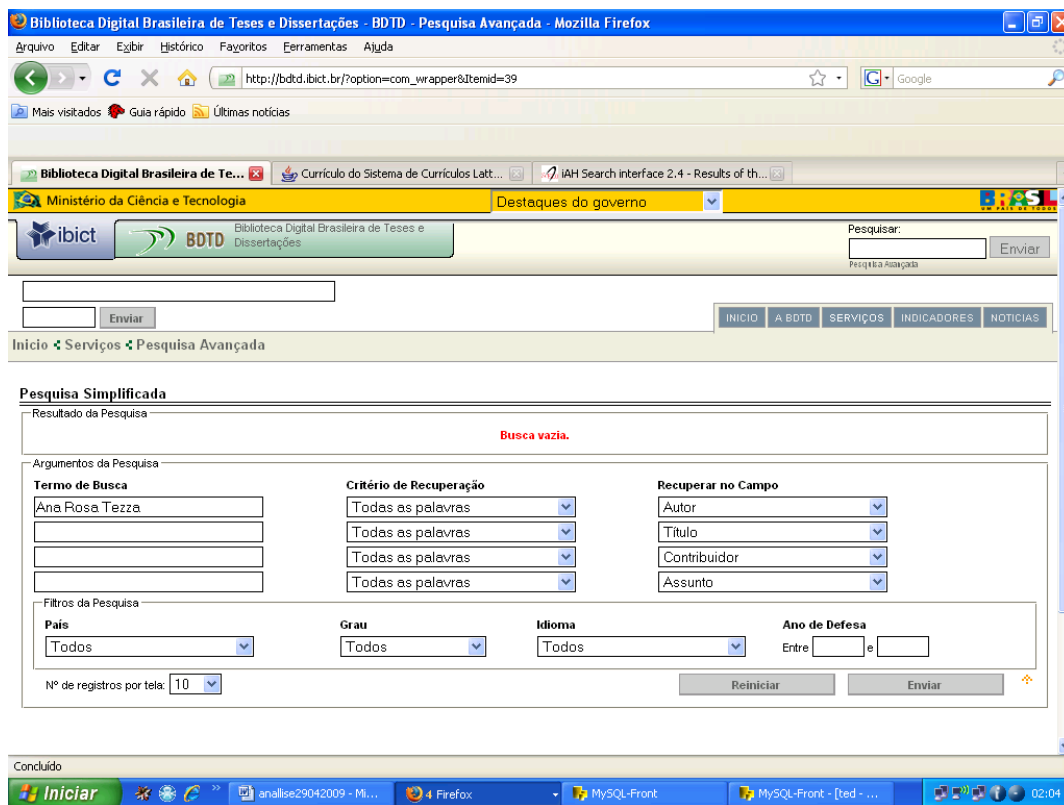 Biblioteca Digital Brasileira de Teses e Dissertações - BDTD - Pesquisa Avançada - Mozilla Firefox
Arquivo Editar Exibir Histórico Favoritos Ferramentas Ajuda
http://bdtd.ibict.br/?option=com_wrapper&Itemid=39
G Google
Mais visitados Guia rápido Últimas notícias
Biblioteca Digital Brasileira de Te... Currículo do Sistema de Currículos Latt... iAH Search interface 2.4 - Results of th...
Ministério da Ciência e Tecnologia Destaques do governo BRASIL
UM PAÍS DE TODOS
ibict BDTD Biblioteca Digital Brasileira de Teses e
Dissertações
Pesquisar:
Enviar
Pesquisa Avançada
Enviar INICIO A BDTD SERVIÇOS INDICADORES NOTICIAS
Inicio Serviços Pesquisa Avançada
Pesquisa Simplificada
Resultado da Pesquisa
Busca vazia.
Argumentos da Pesquisa
Termo de Busca Critério de Recuperação Recuperar no Campo
Ana Rosa Tezza Todas as palavras Autor
Todas as palavras Título
Todas as palavras Contribuidor
Todas as palavras Assunto
Filtros da Pesquisa
País Grau Idioma Ano de Defesa
Todos Todos Todos Entre e
Nº de registros por tela: 10 Reiniciar Enviar
Concluído
Iniciar » anallise29042009 - Mi... 4 Firefox MySQL-Front MySQL-Front - [ted - ... 02:04